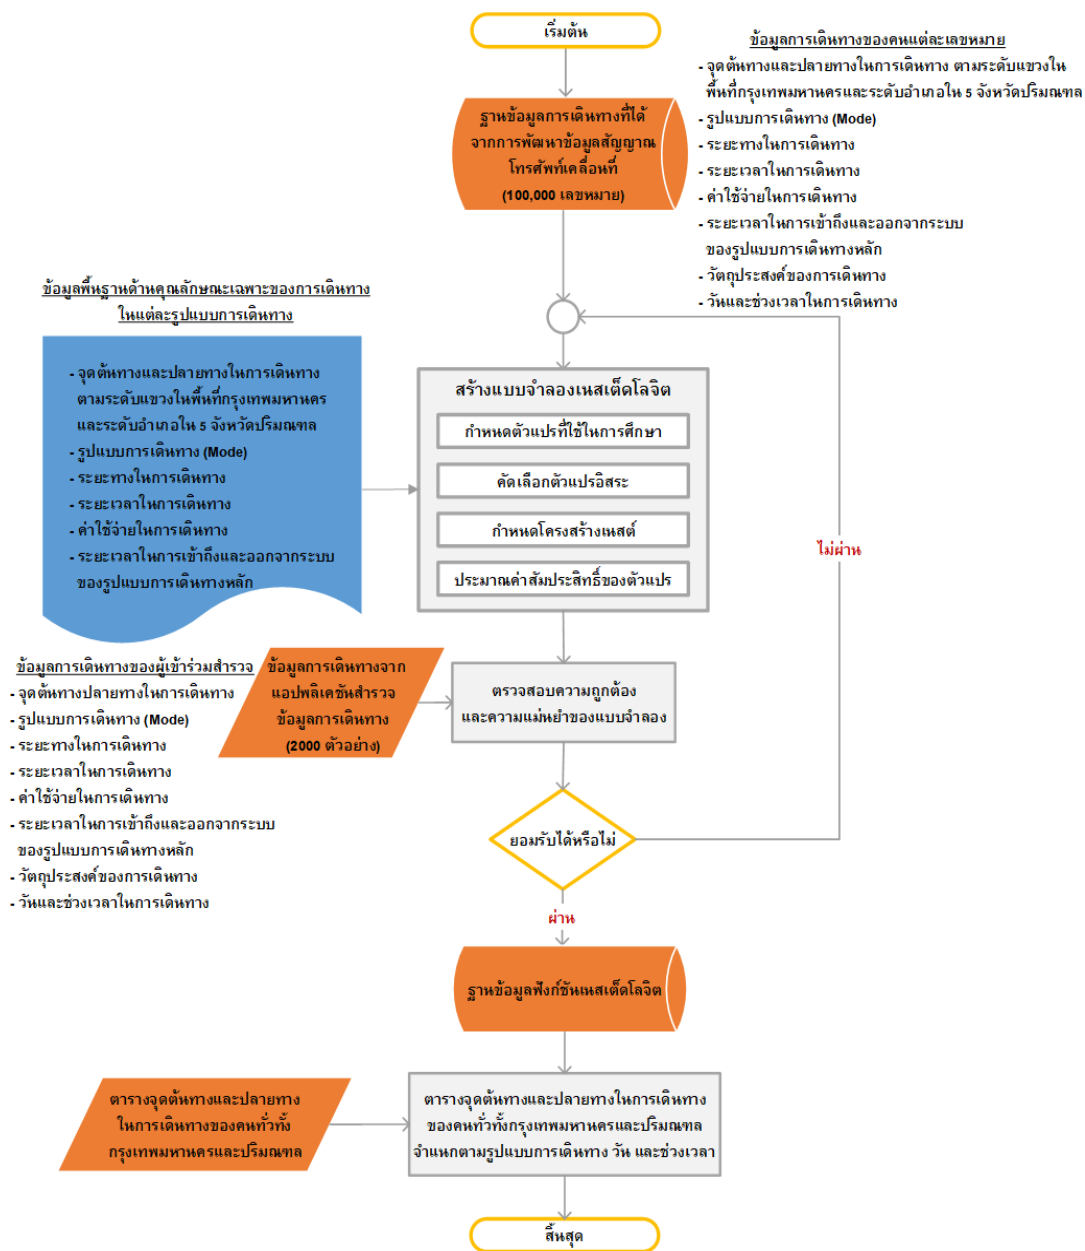 เริ่มต้น
ข้อมูลการเดินทางของคนแต่ละเลขหมาย
- จุดต้นทางและปลายทางในการเดินทาง ตามระดับแขวงใน
พื้นที่กรุงเทพมหานครและระดับอำเภอใน 5 จังหวัดปริมณฑล
- รูปแบบการเดินทาง (Mode)
- ระยะทางในการเดินทาง
- ระยะเวลาในการเดินทาง
- ค่าใช้จ่ายในการเดินทาง
- ระยะเวลาในการเข้าถึงและออกจากระบบ
ของรูปแบบการเดินทางหลัก
- วัตถุประสงค์ของการเดินทาง
- วันและช่วงเวลาในการเดินทาง
ฐานข้อมูลการเดินทางที่ได้
จากการพัฒนาข้อมูลสัญญาณ
โทรศัพท์เคลื่อนที่
(100,000 เลขหมาย)
ข้อมูลพื้นฐานด้านคุณลักษณะเฉพาะของการเดินทาง
ในแต่ละรูปแบบการเดินทาง
- จุดต้นทางและปลายทางในการเดินทาง
ตามระดับแขวงในพื้นที่กรุงเทพมหานคร
และระดับอำเภอใน 5 จังหวัดปริมณฑล
- รูปแบบการเดินทาง (Mode)
- ระยะทางในการเดินทาง
- ระยะเวลาในการเดินทาง
- ค่าใช้จ่ายในการเดินทาง
- ระยะเวลาในการเข้าถึงและออกจากระบบ
ของรูปแบบการเดินทางหลัก
สร้างแบบจำลองเนสเต็ดโลจิต
กำหนดตัวแปรที่ใช้ในการศึกษา
คัดเลือกตัวแปรอิสระ
กำหนดโครงสร้างเนสต์
ประมาณค่าสัมประสิทธิ์ของตัวแปร
ไม่ผ่าน
ข้อมูลการเดินทางของผู้เข้าร่วมสำรวจ
- จุดต้นทางปลายทางในการเดินทาง
- รูปแบบการเดินทาง (Mode)
- ระยะทางในการเดินทาง
- ระยะเวลาในการเดินทาง
- ค่าใช้จ่ายในการเดินทาง
- ระยะเวลาในการเข้าถึงและออกจากระบบ
ของรูปแบบการเดินทางหลัก
- วัตถุประสงค์ของการเดินทาง
- วันและช่วงเวลาในการเดินทาง
ข้อมูลการเดินทางจาก
แอปพลิเคชันสำรวจ
ข้อมูลการเดินทาง
(2000 ตัวอย่าง)
ตรวจสอบความถูกต้อง
และความแม่นยำของแบบจำลอง
ยอมรับได้หรือไม่
ผ่าน
ฐานข้อมูลฟังก์ชันเนสเต็ดโลจิต
ตารางจุดต้นทางและปลายทาง
ในการเดินทางของคนทั่วทั้ง
กรุงเทพมหานครและปริมณฑล
ตารางจุดต้นทางและปลายทางในการเดินทาง
ของคนทั่วทั้งกรุงเทพมหานครและปริมณฑล
จำแนกตามรูปแบบการเดินทาง วัน และช่วงเวลา
สิ้นสุด